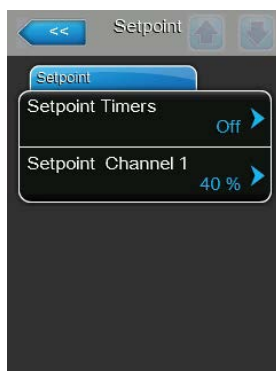 << Setpoint
Setpoint
Setpoint Timers
Off
Setpoint Channel 1
40 %